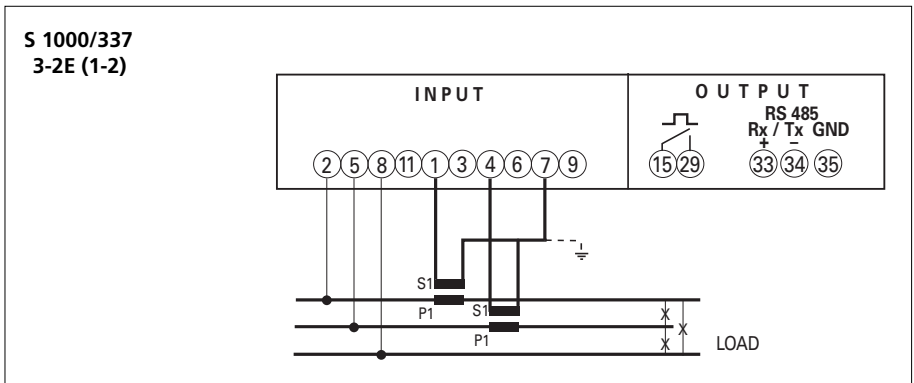 S 1000/337
3-2E (1-2)
INPUT
OUTPUT
RS 485
Rx / Tx GND
+ −
2 5 8 11 1 3 4 6 7 9
15 29 33 34 35
S1
P1
S1
P1
X
X
X
LOAD